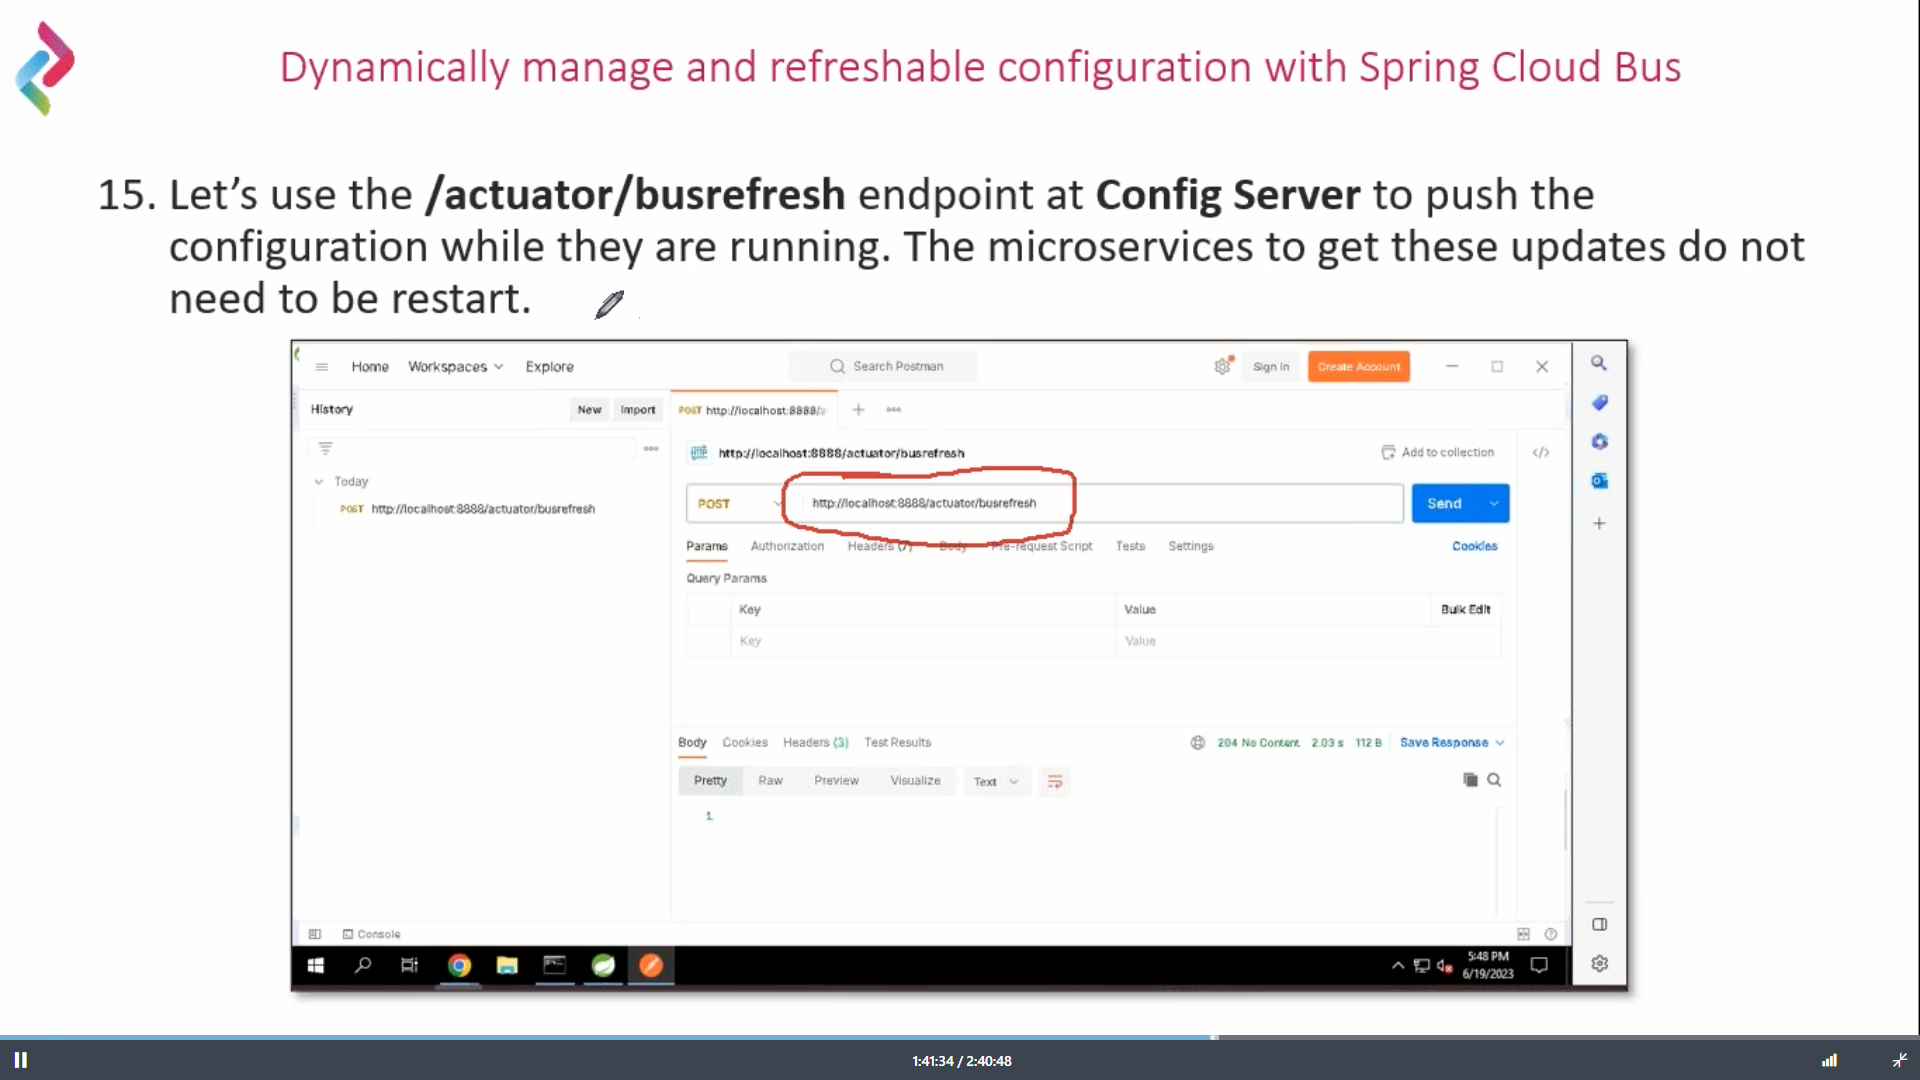 Dynamically manage and refreshable configuration with Spring Cloud Bus
15. Let’s use the /actuator/busrefresh endpoint at Config Server to push the
configuration while they are running. The microservices to get these updates do not
need to be restart.
Home Workspaces Explore Search Postman Sign In Create Account
History New Import POST http://localhost:8888/
http://localhost:8888/actuator/busrefresh Add to collection
Today
POST http://localhost:8888/actuator/busrefresh
POST http://localhost:8888/actuator/busrefresh Send
Params Authorization Headers (7) Body Pre-request Script Tests Settings Cookies
Query Params
Key Value Bulk Edit
Key Value
Body Cookies Headers (3) Test Results 204 No Content 2.03 s 112 B Save Response
Pretty Raw Preview Visualize Text
1
Console
5:48 PM
6/19/2023
1:41:34 / 2:40:48